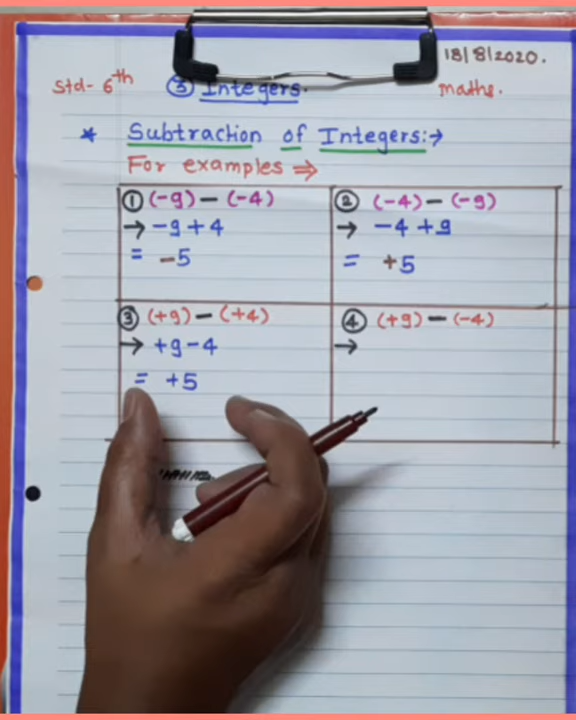 18/8/2020.
Std- 6th ③ Integers. maths.
* Subtraction of Integers:→
For examples ⇒
① (-9) - (-4)
→ -9 + 4
= -5
② (-4) - (-9)
→ -4 + 9
= +5
③ (+9) - (+4)
→ +9 - 4
= +5
④ (+9) - (-4)
→